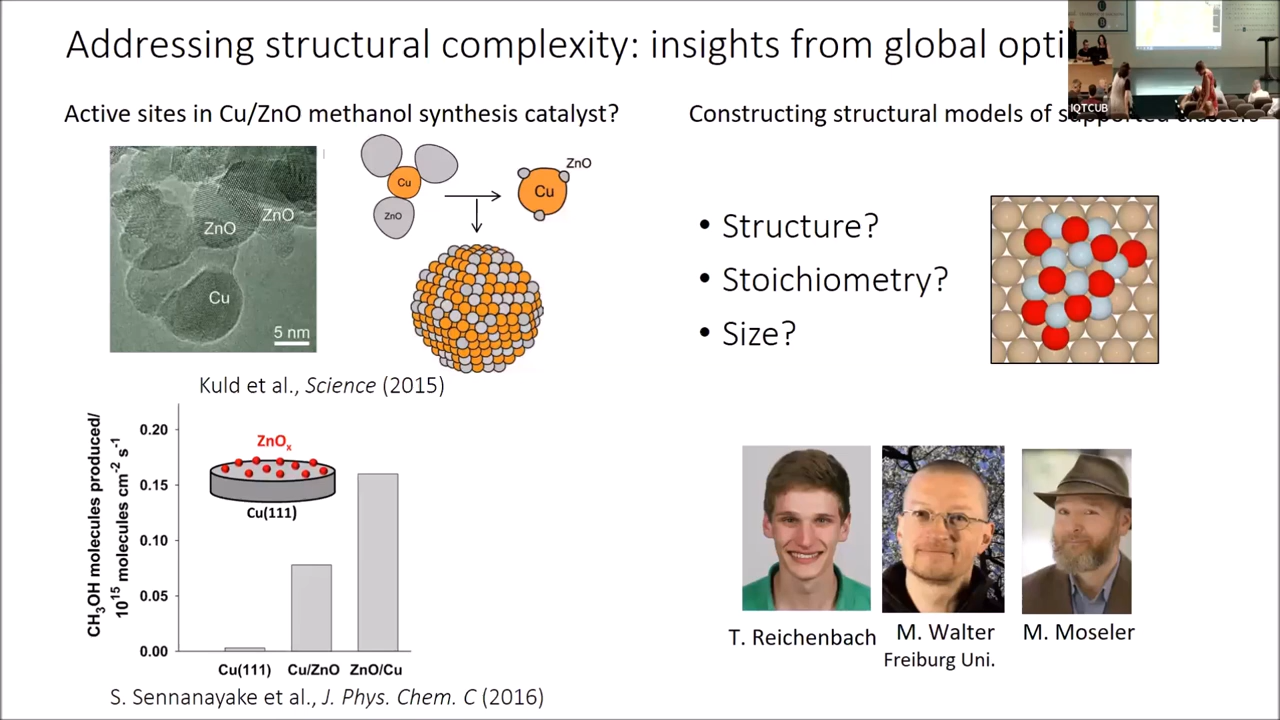 Addressing structural complexity: insights from global opti
Active sites in Cu/ZnO methanol synthesis catalyst?
Constructing structural models of supported clusters
IQTCUB
ZnO
ZnO
Cu
5 nm
Cu
ZnO
Cu
ZnO
Kuld et al., Science (2015)
• Structure?
• Stoichiometry?
• Size?
CH3OH molecules produced/
10^15 molecules cm^-2 s^-1
0.20
0.15
0.10
0.05
0.00
ZnOx
Cu(111)
Cu(111) Cu/ZnO ZnO/Cu
S. Sennanayake et al., J. Phys. Chem. C (2016)
T. Reichenbach
M. Walter
Freiburg Uni.
M. Moseler